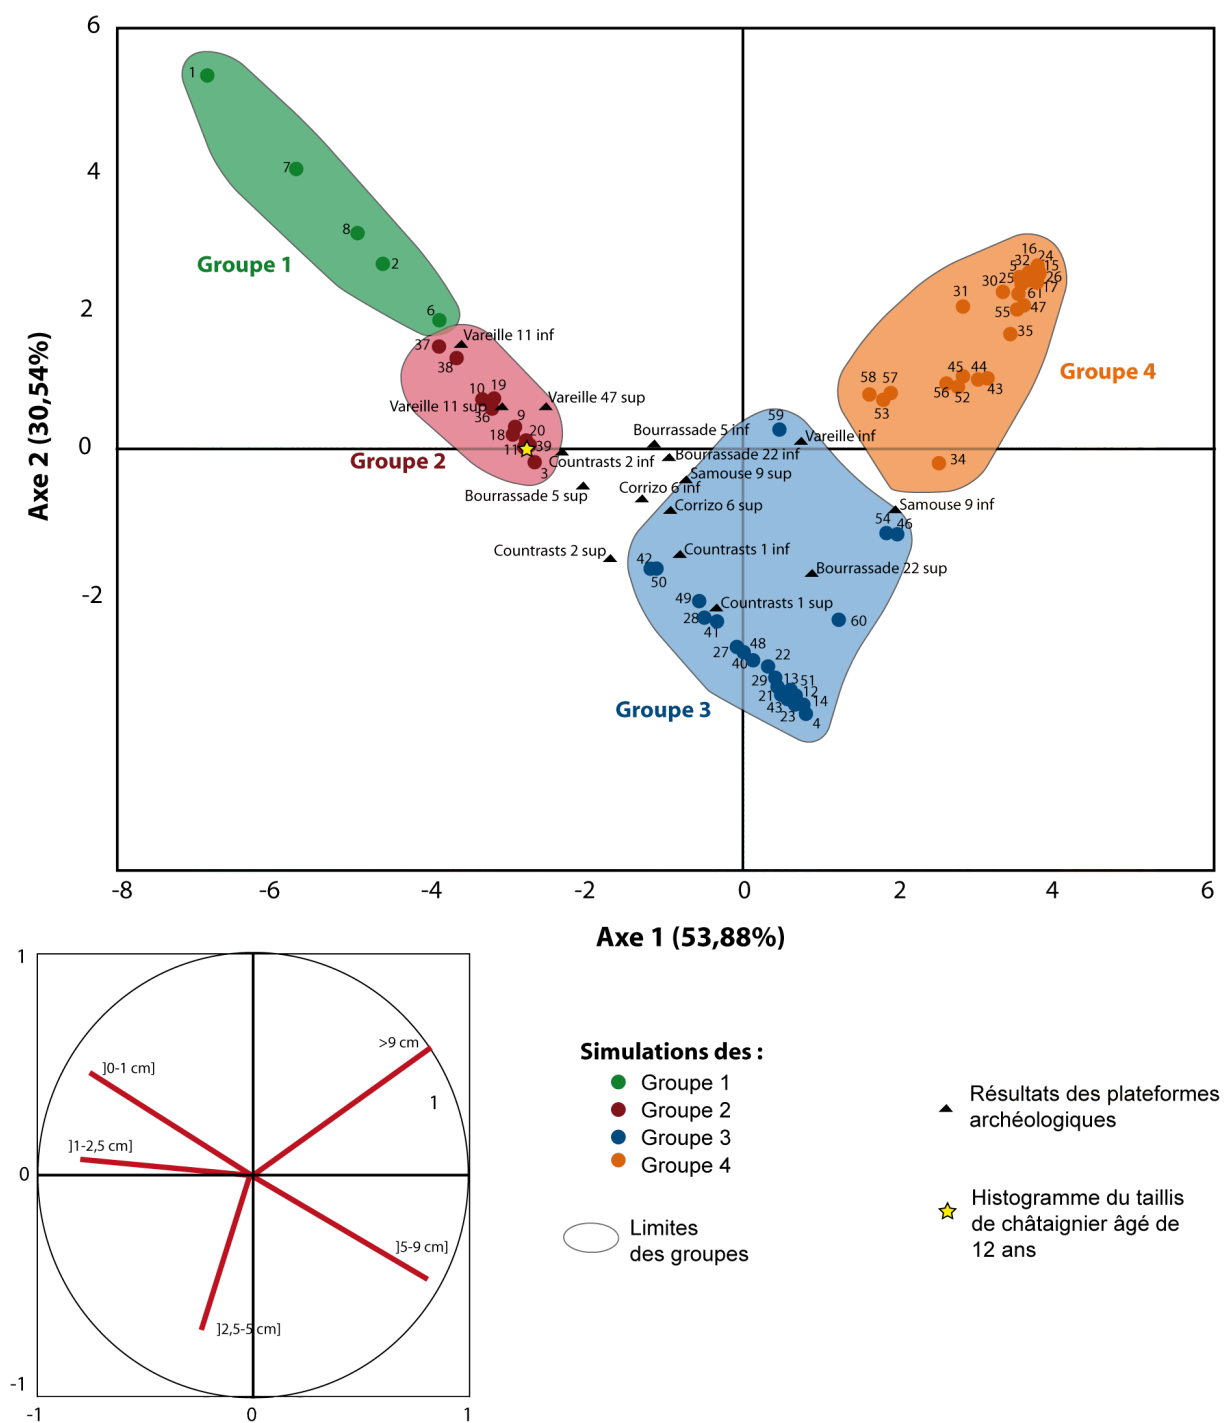 6
1
7
4
8
2
Groupe 1
6
2
37
Vareille 11 inf
38
10
19
Vareille 11 sup
36
Vareille 47 sup
9
18
20
11
39
3
0
Groupe 2
Countrasts 2 inf
Bourrassade 5 sup
Bourrassade 5 inf
Bourrassade 22 inf
Samouse 9 sup
Corrizo 6 inf
Corrizo 6 sup
59
Vareille inf
Countrasts 2 sup
Countrasts 1 inf
42
50
Samouse 9 inf
54
46
Bourrassade 22 sup
-2
49
Countrasts 1 sup
28
41
60
27
48
40
22
29
13
51
21
12
43
14
23
4
Groupe 3
16
24
32
5
15
30
25
26
17
31
61
47
55
35
Groupe 4
45
44
58
57
56
52
43
53
34
Axe 2 (30,54%)
-8
-6
-4
-2
0
2
4
6
Axe 1 (53,88%)
1
>9 cm
]0-1 cm]
1
]1-2,5 cm]
0
]5-9 cm]
]2,5-5 cm]
-1
-1
0
1
Simulations des :
Groupe 1
Groupe 2
Groupe 3
Groupe 4
Limites
des groupes
Résultats des plateformes
archéologiques
Histogramme du taillis
de châtaignier âgé de
12 ans